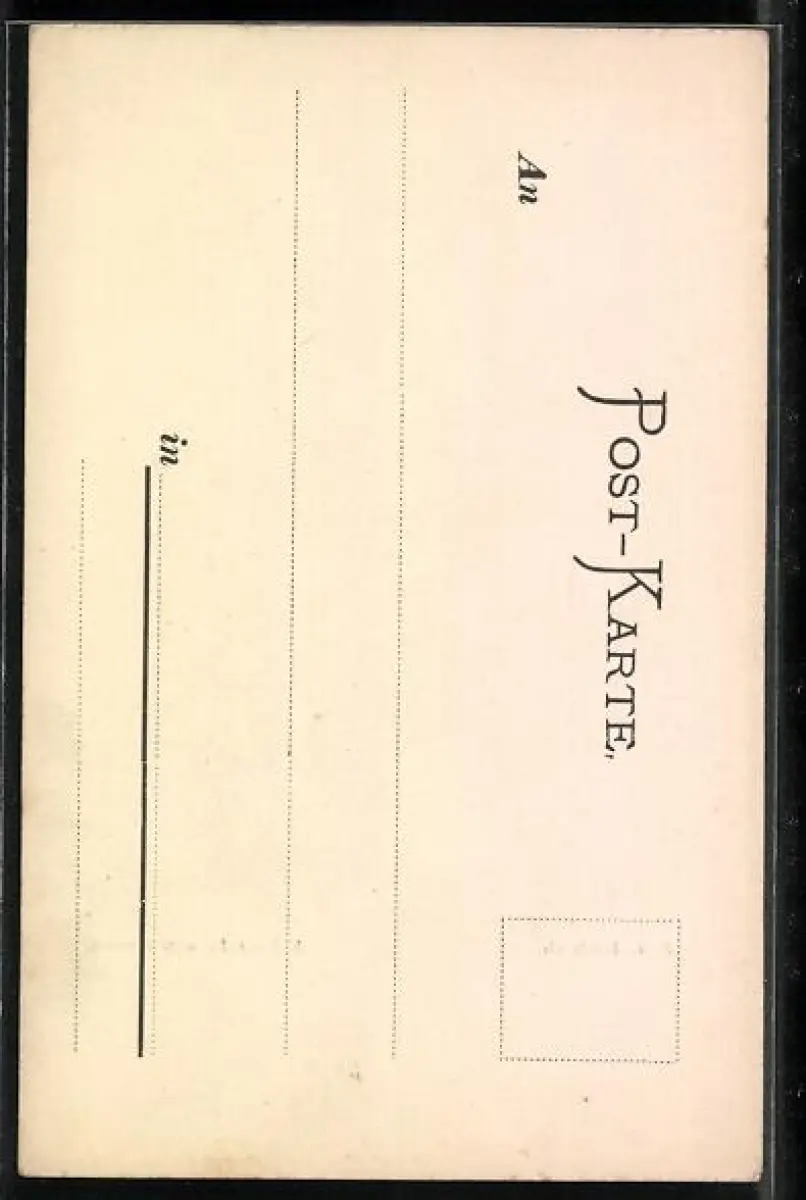 Post-Karte,
An
in